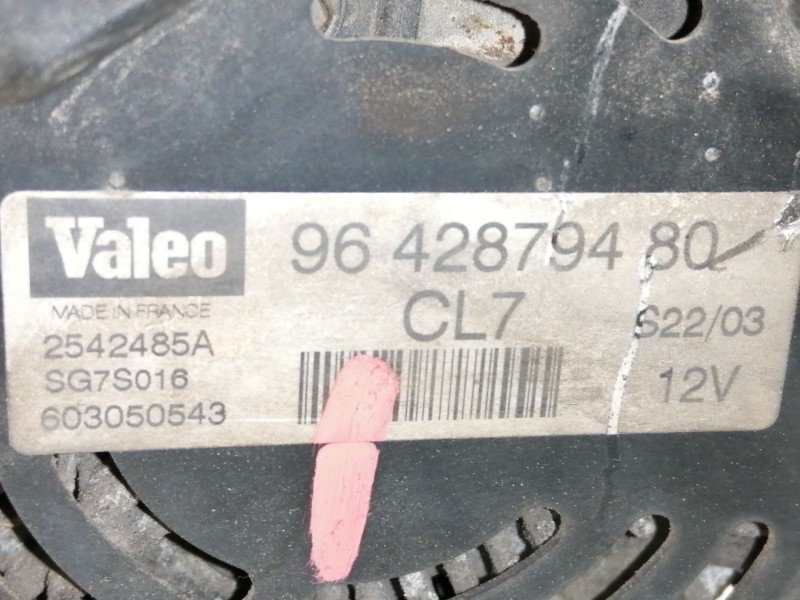 Valeo 96 428794 80
MADE IN FRANCE CL7 S22/03
2542485A
SG7S016 12V
603050543